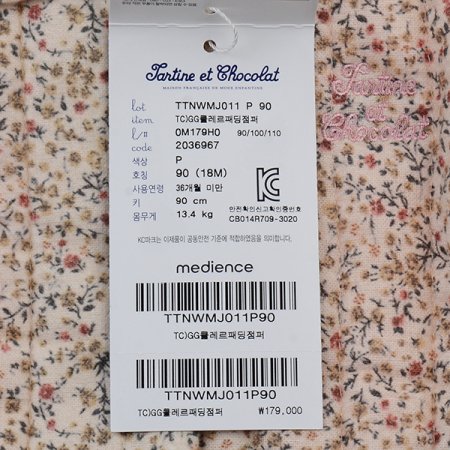 Tartine et Chocolat
MAISON FRANÇAISE DE MODE ENFANTINE
Tartine
et
Chocolat
lot TTNWMJ011 P 90
item TC)GG플레르패딩점퍼
l/# 0M179H0 90/100/110
code 2036967
색상 P
호칭 90 (18M)
사용연령 36개월 미만
키 90 cm
몸무게 13.4 kg
안전확인신고확인증번호
CB014R709-3020
KC마크는 이제품이 공통안전 기준에 적합하였음을 의미합니다.
medience
TTNWMJ011P90
TC)GG플레르패딩점퍼
TTNWMJ011P90
TC)GG플레르패딩점퍼 ₩179,000